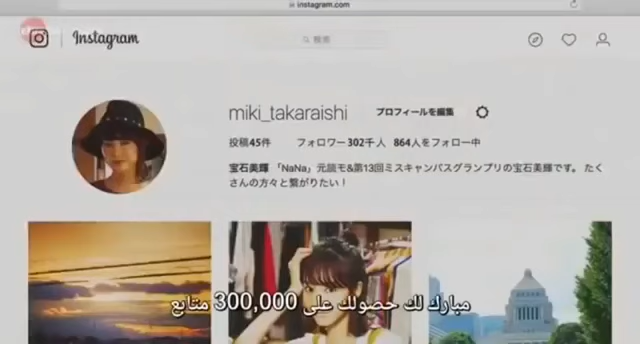 instagram.com
Instagram
検索
miki_takaraishi プロフィールを編集
投稿45件 フォロワー302千人 864人をフォロー中
宝石美輝 「NaNa」元読モ&第13回ミスキャンパスグランプリの宝石美輝です。 たく
さんの方々と繋がりたい！
مبارك لك حصولك على 300,000 متابع